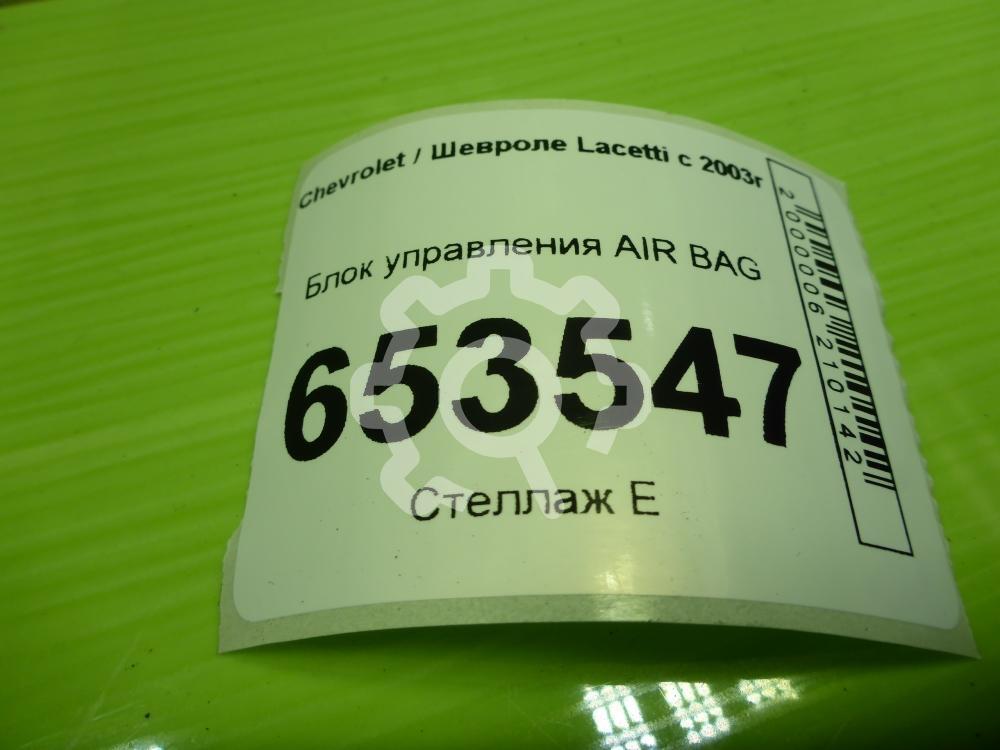 Chevrolet / Шевроле Lacetti с 2003г
Блок управления AIR BAG
653547
Стеллаж Е
2000006210142